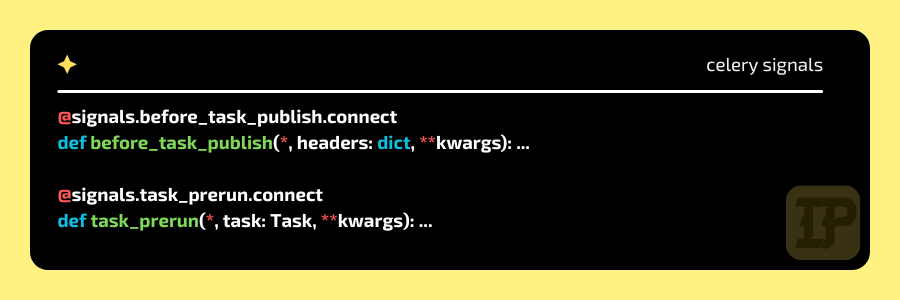 celery signals
@signals.before_task_publish.connect
def before_task_publish(*, headers: dict, **kwargs): ...
@signals.task_prerun.connect
def task_prerun(*, task: Task, **kwargs): ...
IP